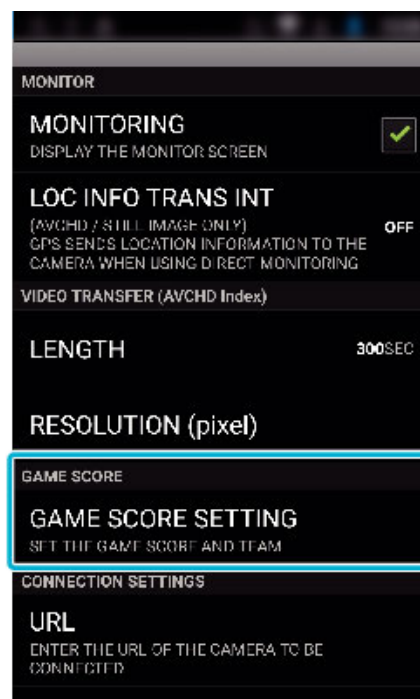 MONITOR
MONITORING
DISPLAY THE MONITOR SCREEN
LOC INFO TRANS INT
(AVCHD / STILL IMAGE ONLY)
GPS SENDS LOCATION INFORMATION TO THE
CAMERA WHEN USING DIRECT MONITORING
OFF
VIDEO TRANSFER (AVCHD Index)
LENGTH
300SEC
RESOLUTION (pixel)
GAME SCORE
GAME SCORE SETTING
SET THE GAME SCORE AND TEAM
CONNECTION SETTINGS
URL
ENTER THE URL OF THE CAMERA TO BE
CONNECTED